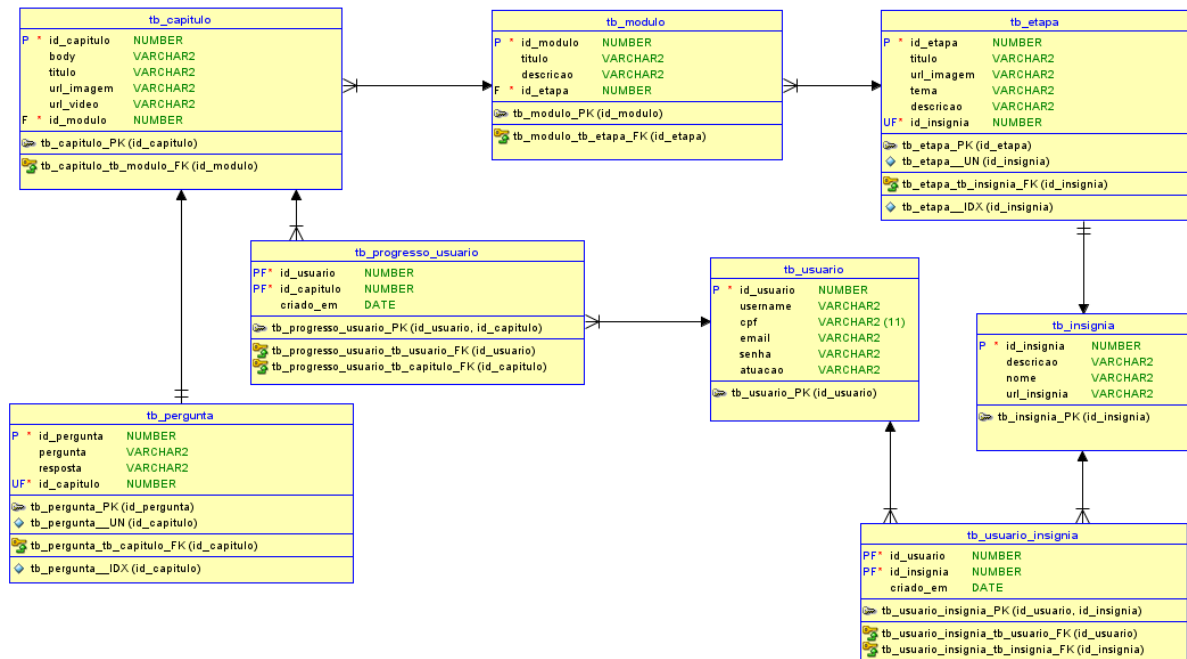 tb_capitulo
P * id_capitulo NUMBER
body VARCHAR2
titulo VARCHAR2
url_imagem VARCHAR2
url_video VARCHAR2
F * id_modulo NUMBER
tb_capitulo_PK (id_capitulo)
tb_capitulo_tb_modulo_FK (id_modulo)
tb_modulo
P * id_modulo NUMBER
titulo VARCHAR2
descricao VARCHAR2
F * id_etapa NUMBER
tb_modulo_PK (id_modulo)
tb_modulo_tb_etapa_FK (id_etapa)
tb_etapa
P * id_etapa NUMBER
titulo VARCHAR2
url_imagem VARCHAR2
tema VARCHAR2
descricao VARCHAR2
UF* id_insignia NUMBER
tb_etapa_PK (id_etapa)
tb_etapa__UN (id_insignia)
tb_etapa_tb_insignia_FK (id_insignia)
tb_etapa__IDX (id_insignia)
tb_progresso_usuario
PF* id_usuario NUMBER
PF* id_capitulo NUMBER
criado_em DATE
tb_progresso_usuario_PK (id_usuario, id_capitulo)
tb_progresso_usuario_tb_usuario_FK (id_usuario)
tb_progresso_usuario_tb_capitulo_FK (id_capitulo)
tb_usuario
P * id_usuario NUMBER
username VARCHAR2
cpf VARCHAR2 (11)
email VARCHAR2
senha VARCHAR2
atuacao VARCHAR2
tb_usuario_PK (id_usuario)
tb_insignia
P * id_insignia NUMBER
descricao VARCHAR2
nome VARCHAR2
url_insignia VARCHAR2
tb_insignia_PK (id_insignia)
tb_pergunta
P * id_pergunta NUMBER
pergunta VARCHAR2
resposta VARCHAR2
UF* id_capitulo NUMBER
tb_pergunta_PK (id_pergunta)
tb_pergunta__UN (id_capitulo)
tb_pergunta_tb_capitulo_FK (id_capitulo)
tb_pergunta__IDX (id_capitulo)
tb_usuario_insignia
PF* id_usuario NUMBER
PF* id_insignia NUMBER
criado_em DATE
tb_usuario_insignia_PK (id_usuario, id_insignia)
tb_usuario_insignia_tb_usuario_FK (id_usuario)
tb_usuario_insignia_tb_insignia_FK (id_insignia)